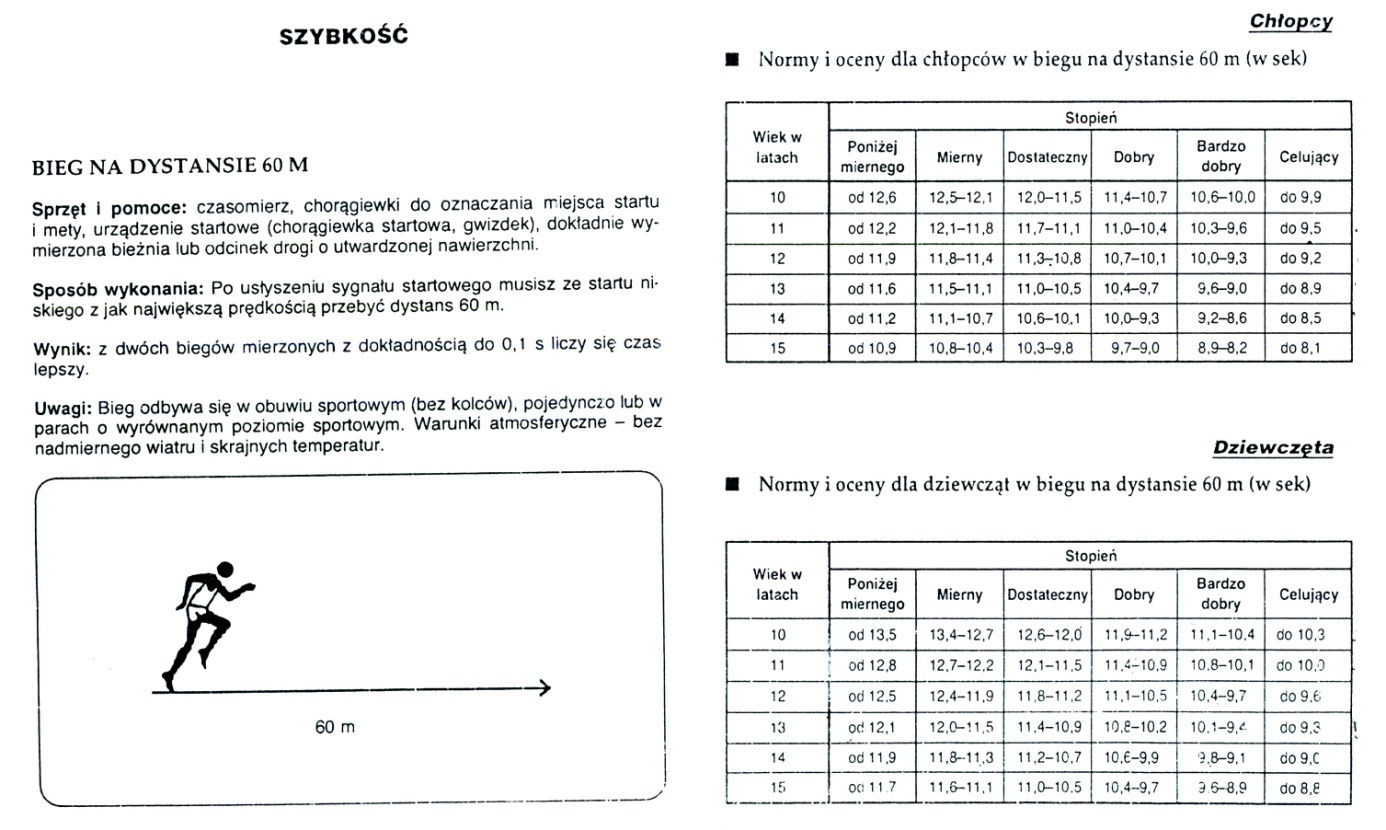 SZYBKOŚĆ
BIEG NA DYSTANSIE 60 M
Sprzęt i pomoce: czasomierz, chorągiewki do oznaczania miejsca startu
i mety, urządzenie startowe (chorągiewka startowa, gwizdek), dokładnie wy-
mierzona bieżnia lub odcinek drogi o utwardzonej nawierzchni.
Sposób wykonania: Po usłyszeniu sygnału startowego musisz ze startu ni-
skiego z jak największą prędkością przebyć dystans 60 m.
Wynik: z dwóch biegów mierzonych z dokładnością do 0,1 s liczy się czas
lepszy.
Uwagi: Bieg odbywa się w obuwiu sportowym (bez kolców), pojedynczo lub w
parach o wyrównanym poziomie sportowym. Warunki atmosferyczne – bez
nadmiernego wiatru i skrajnych temperatur.
60 m
Chłopcy
■ Normy i oceny dla chłopców w biegu na dystansie 60 m (w sek)
Wiek w latach Stopień
Poniżej miernego Mierny Dostateczny Dobry Bardzo dobry Celujący
10 od 12,6 12,5–12,1 12,0–11,5 11,4–10,7 10,6–10,0 do 9,9
11 od 12,2 12,1–11,8 11,7–11,1 11,0–10,4 10,3–9,6 do 9,5
12 od 11,9 11,8–11,4 11,3–10,8 10,7–10,1 10,0–9,3 do 9,2
13 od 11,6 11,5–11,1 11,0–10,5 10,4–9,7 9,6–9,0 do 8,9
14 od 11,2 11,1–10,7 10,6–10,1 10,0–9,3 9,2–8,6 do 8,5
15 od 10,9 10,8–10,4 10,3–9,8 9,7–9,0 8,9–8,2 do 8,1
Dziewczęta
■ Normy i oceny dla dziewcząt w biegu na dystansie 60 m (w sek)
Wiek w latach Stopień
Poniżej miernego Mierny Dostateczny Dobry Bardzo dobry Celujący
10 od 13,5 13,4–12,7 12,6–12,0 11,9–11,2 11,1–10,4 do 10,3
11 od 12,8 12,7–12,2 12,1–11,5 11,4–10,9 10,8–10,1 do 10,0
12 od 12,5 12,4–11,9 11,8–11,2 11,1–10,5 10,4–9,7 do 9,6
13 od 12,1 12,0–11,5 11,4–10,9 10,8–10,2 10,1–9,4 do 9,3
14 od 11,9 11,8–11,3 11,2–10,7 10,6–9,9 9,8–9,1 do 9,0
15 od 11,7 11,6–11,1 11,0–10,5 10,4–9,7 9,6–8,9 do 8,8